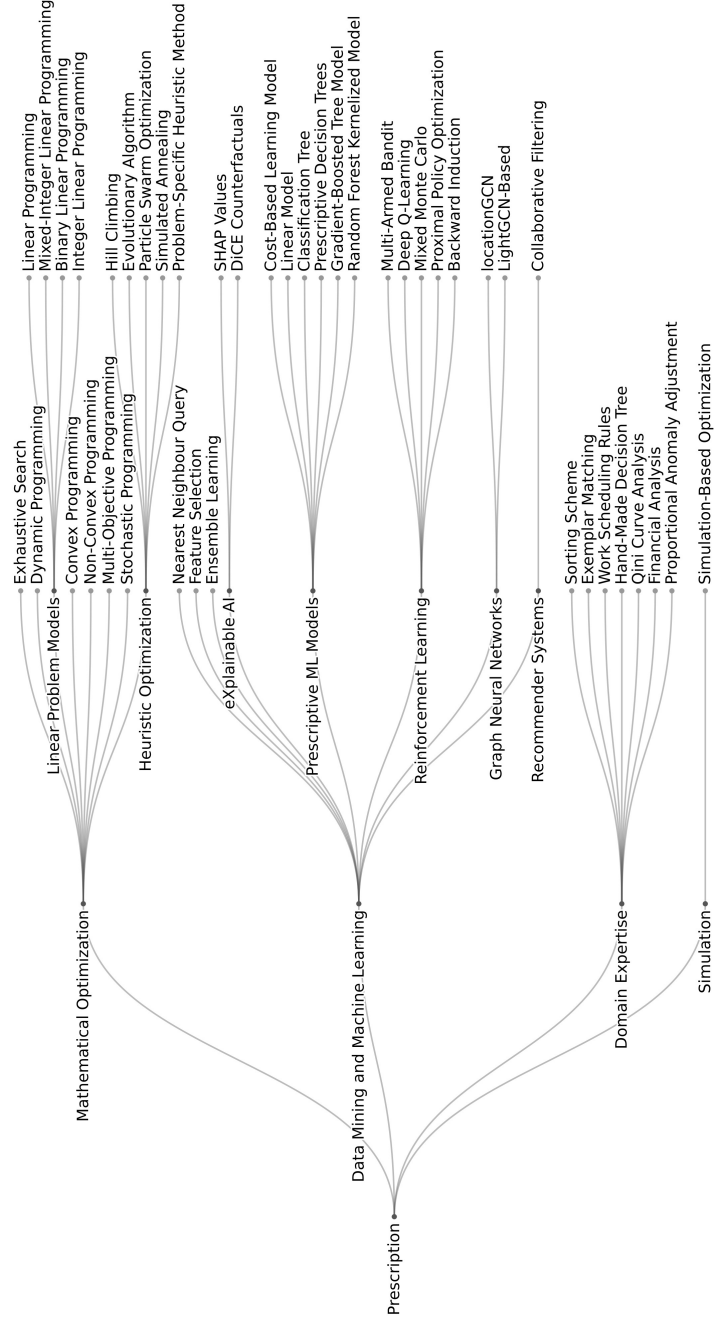 Linear Programming
Mixed-Integer Linear Programming
Binary Linear Programming
Integer Linear Programming
Hill Climbing
Evolutionary Algorithm
Particle Swarm Optimization
Simulated Annealing
Problem-Specific Heuristic Method
SHAP Values
DiCE Counterfactuals
Cost-Based Learning Model
Linear Model
Classification Tree
Prescriptive Decision Trees
Gradient-Boosted Tree Model
Random Forest Kernelized Model
Multi-Armed Bandit
Deep Q-Learning
Mixed Monte Carlo
Proximal Policy Optimization
Backward Induction
locationGCN
LightGCN-Based
Collaborative Filtering
Exhaustive Search
Dynamic Programming
Linear Problem Models
Convex Programming
Non-Convex Programming
Multi-Objective Programming
Stochastic Programming
Heuristic Optimization
Nearest Neighbour Query
Feature Selection
Ensemble Learning
eXplainable AI
Prescriptive ML Models
Reinforcement Learning
Graph Neural Networks
Recommender Systems
Sorting Scheme
Exemplar Matching
Work Scheduling Rules
Hand-Made Decision Tree
Qini Curve Analysis
Financial Analysis
Proportional Anomaly Adjustment
Simulation-Based Optimization
Mathematical Optimization
Data Mining and Machine Learning
Domain Expertise
Simulation
Prescription